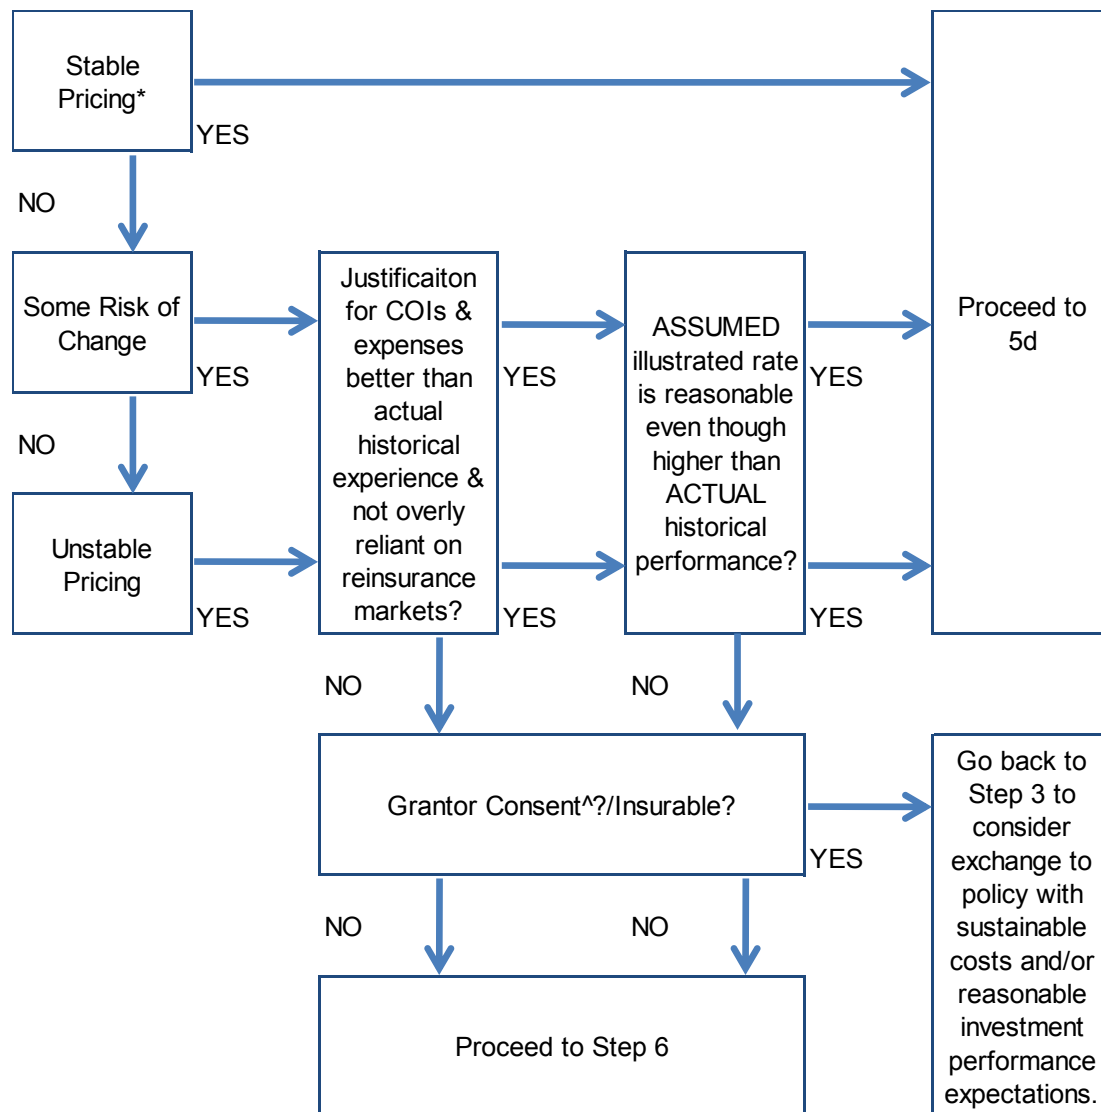 Stable
Pricing*
YES
NO
Some Risk of
Change
YES
NO
Unstable
Pricing
YES
Justificaiton
for COIs &
expenses
better than
actual
historical
experience &
not overly
reliant on
reinsurance
markets?
YES
YES
NO
ASSUMED
illustrated rate
is reasonable
even though
higher than
ACTUAL
historical
performance?
YES
YES
NO
Proceed to
5d
Grantor Consent^?/Insurable?
YES
NO
NO
Go back to
Step 3 to
consider
exchange to
policy with
sustainable
costs and/or
reasonable
investment
performance
expectations.
Proceed to Step 6